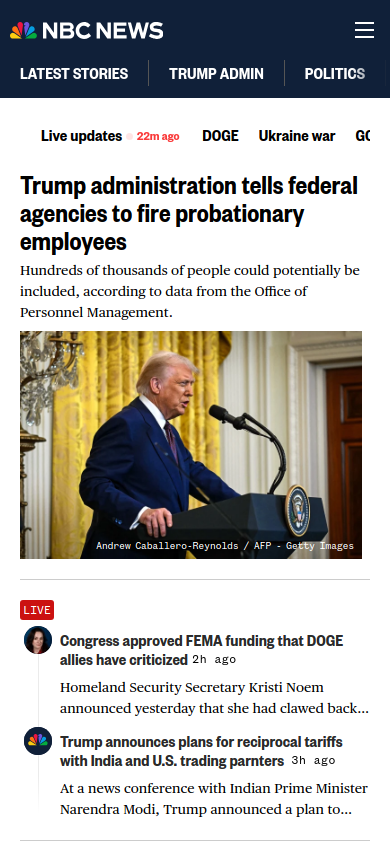 NBC NEWS
LATEST STORIES TRUMP ADMIN POLITICS
Live updates 22m ago DOGE Ukraine war
Trump administration tells federal
agencies to fire probationary
employees
Hundreds of thousands of people could potentially be
included, according to data from the Office of
Personnel Management.
Andrew Caballero-Reynolds / AFP - Getty Images
LIVE
Congress approved FEMA funding that DOGE
allies have criticized 2h ago
Homeland Security Secretary Kristi Noem
announced yesterday that she had clawed back...
Trump announces plans for reciprocal tariffs
with India and U.S. trading parnters 3h ago
At a news conference with Indian Prime Minister
Narendra Modi, Trump announced a plan to...